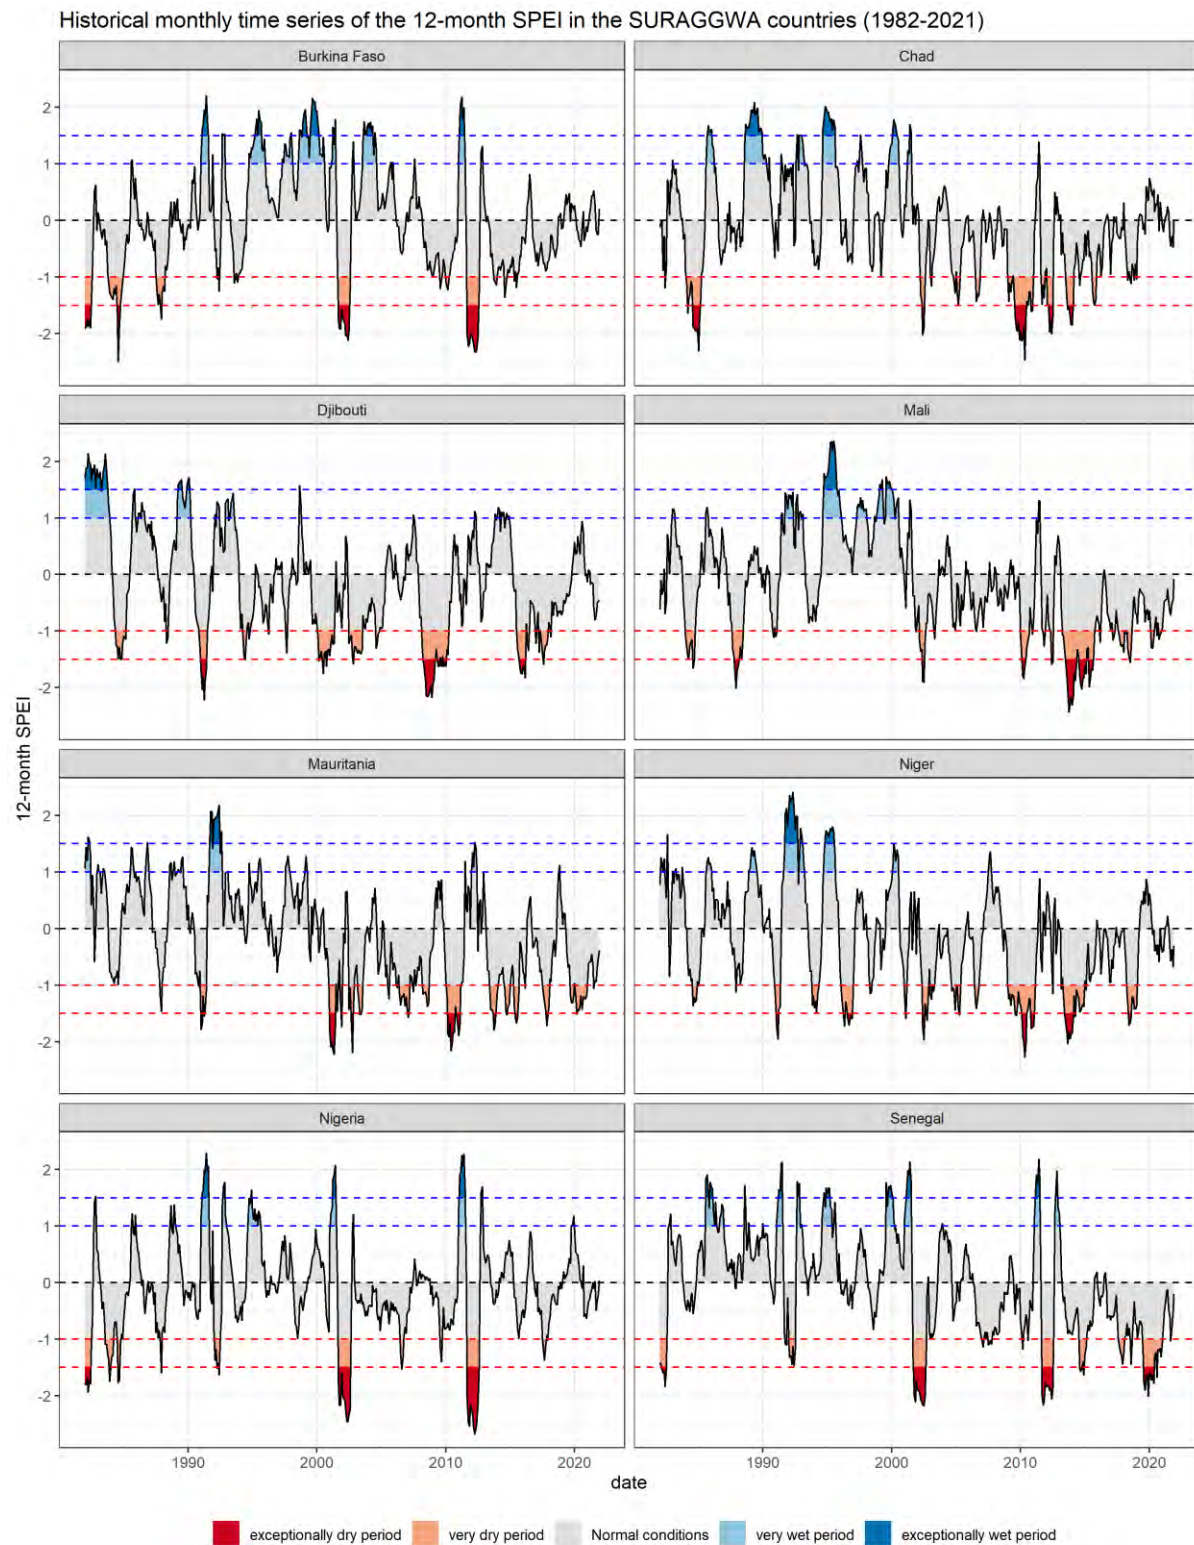 Historical monthly time series of the 12-month SPEI in the SURAGGWA countries (1982-2021)
Burkina Faso
Chad
2
1
0
-1
-2
Djibouti
Mali
2
1
0
-1
-2
12-month SPEI
Mauritania
Niger
2
1
0
-1
-2
Nigeria
Senegal
2
1
0
-1
-2
1990 2000 2010 2020 1990 2000 2010 2020
date
exceptionally dry period very dry period Normal conditions very wet period exceptionally wet period